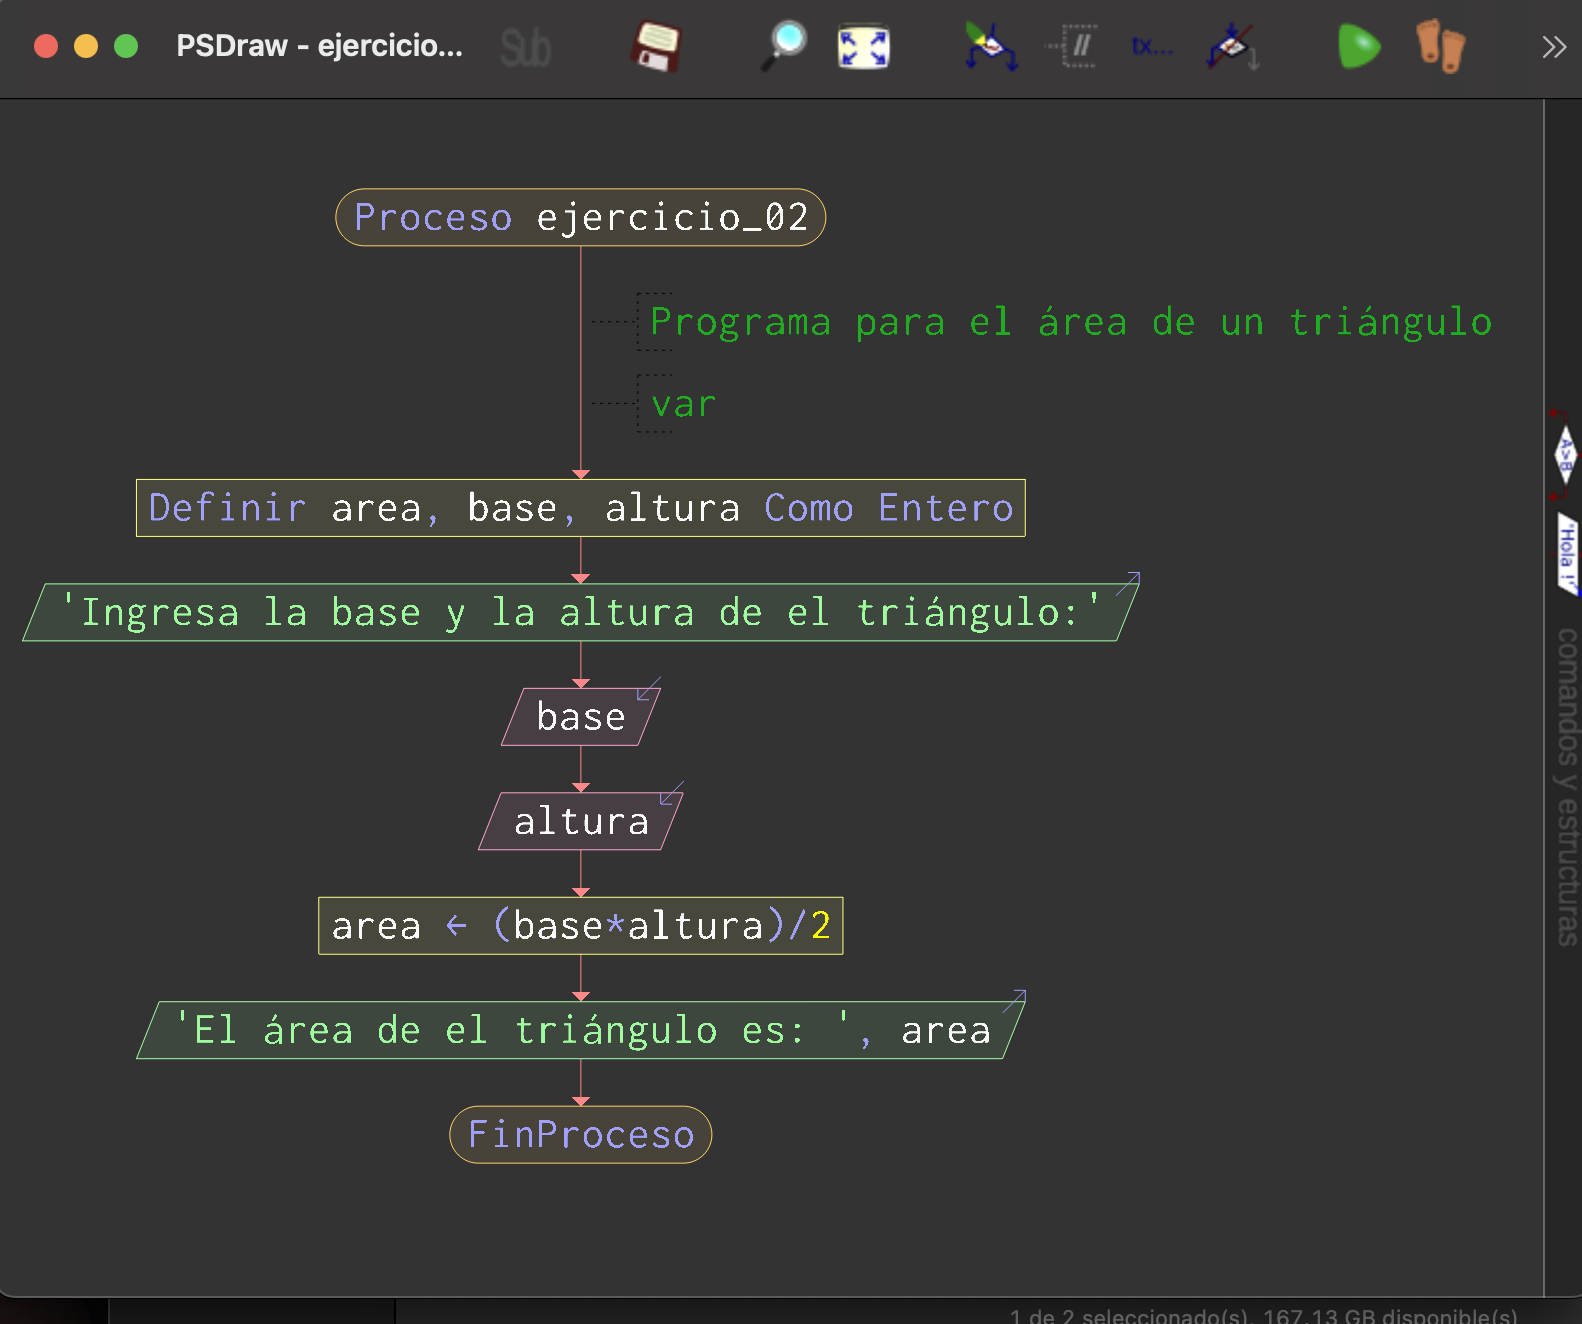 PSDraw - ejercicio...
Sub
//
tx...
Proceso ejercicio_02
Programa para el área de un triángulo
var
Definir area, base, altura Como Entero
'Ingresa la base y la altura de el triángulo:'
base
altura
area ← (base*altura)/2
'El área de el triángulo es: ', area
FinProceso
A>B
"Hola !"
comandos y estructuras
1 de 2 seleccionado(s), 167.13 GB disponible(s)